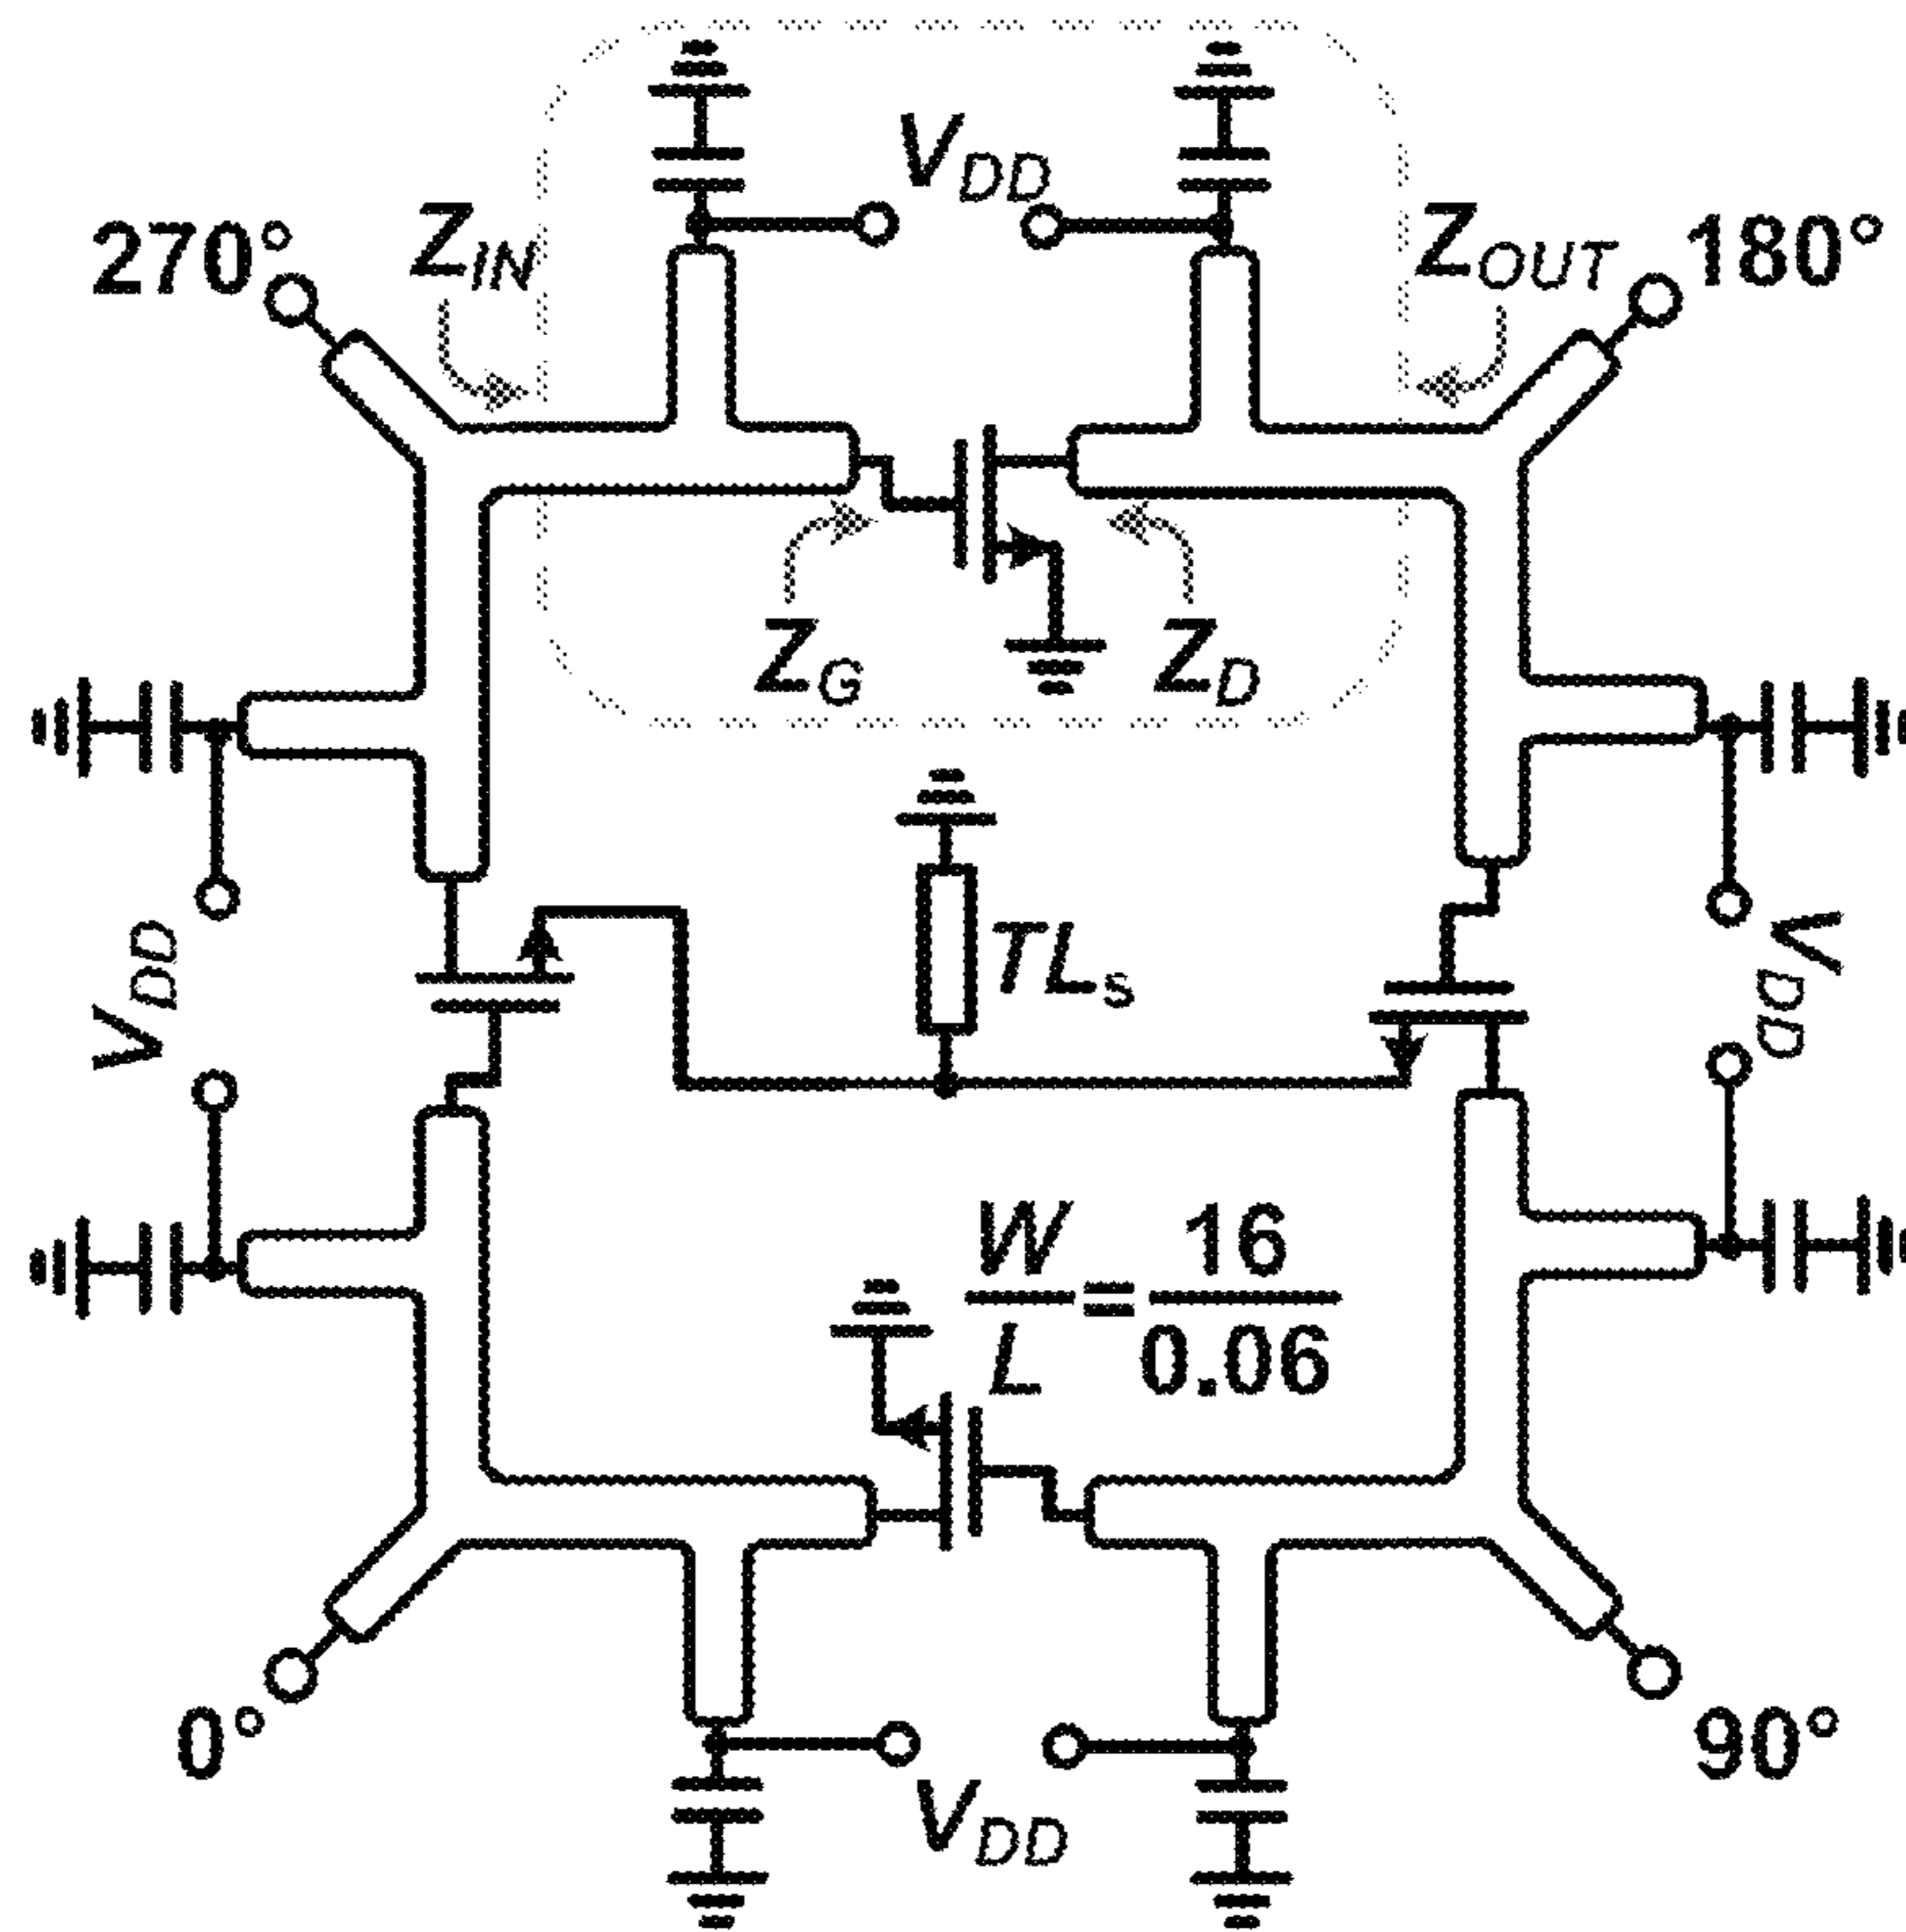 V_DD
270° Z_IN Z_OUT 180°
Z_G Z_D
TL_s
V_DD V_DD
W/L = 16/0.06
0° 90°
V_DD